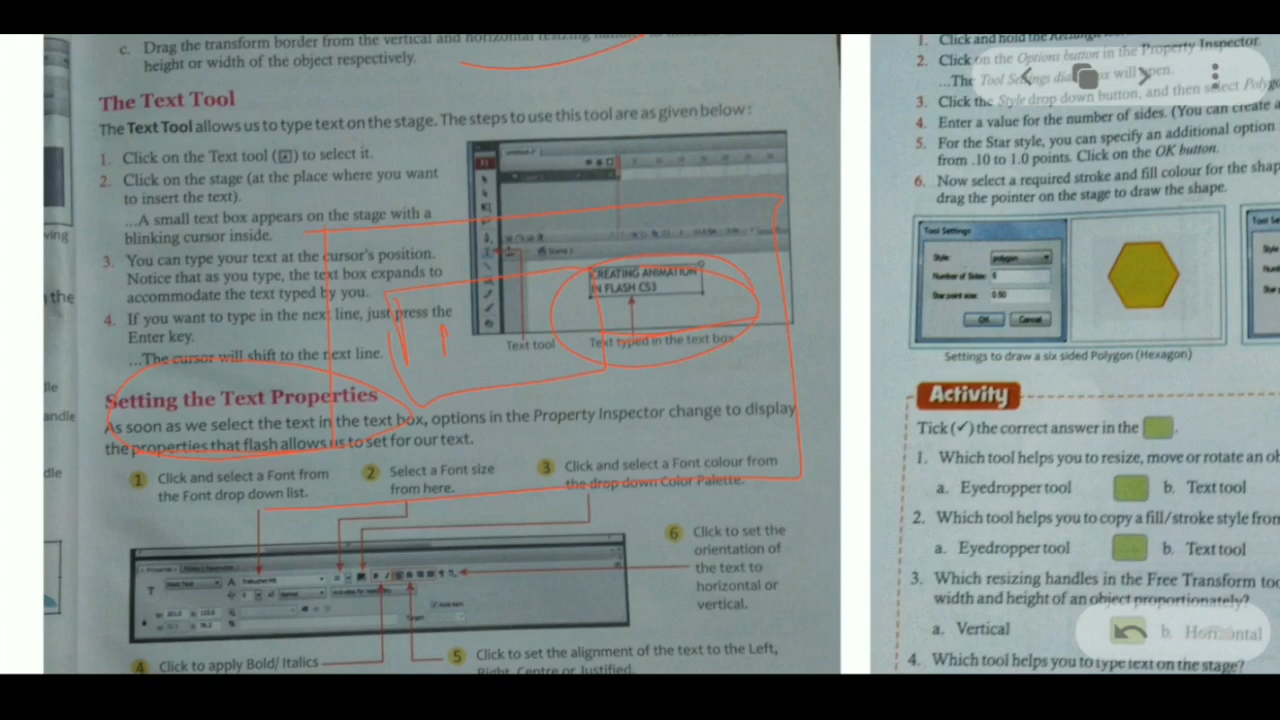 c. Drag the transform border from the vertical and horizontal resizing
height or width of the object respectively.
The Text Tool
The Text Tool allows us to type text on the stage. The steps to use this tool are as given below:
1. Click on the Text tool ( ) to select it.
2. Click on the stage (at the place where you want
to insert the text).
...A small text box appears on the stage with a
blinking cursor inside.
3. You can type your text at the cursor's position.
Notice that as you type, the text box expands to
accommodate the text typed by you.
4. If you want to type in the next line, just press the
Enter key.
...The cursor will shift to the next line.
CREATING ANIMATION
IN FLASH CS3
Text tool
Text typed in the text box
Setting the Text Properties
As soon as we select the text in the text box, options in the Property Inspector change to display
the properties that flash allows us to set for our text.
1 Click and select a Font from
the Font drop down list.
2 Select a Font size
from here.
3 Click and select a Font colour from
the drop down Color Palette.
6 Click to set the
orientation of
the text to
horizontal or
vertical.
4 Click to apply Bold/ Italics
5 Click to set the alignment of the text to the Left,
Right, Centre or Justified.
ving
the
lle
andle
dle
1. Click and hold the
2. Click on the Options button in the Property Inspector.
...The Tool Settings will open.
3. Click the Style drop down button, and then select
4. Enter a value for the number of sides. (You can create
5. For the Star style, you can specify an additional option
from .10 to 1.0 points. Click on the OK button.
6. Now select a required stroke and fill colour for the
drag the pointer on the stage to draw the shape.
Tool Settings
Style: polygon
Number of Sides: 6
Star point size: 0.50
OK Cancel
Settings to draw a six sided Polygon (Hexagon)
Activity
Tick (✓) the correct answer in the
1. Which tool helps you to resize, move or rotate an
a. Eyedropper tool b. Text tool
2. Which tool helps you to copy a fill/stroke style
a. Eyedropper tool b. Text tool
3. Which resizing handles in the Free Transform
width and height of an object proportionately?
a. Vertical b. Horizontal
4. Which tool helps you to type text on the stage?